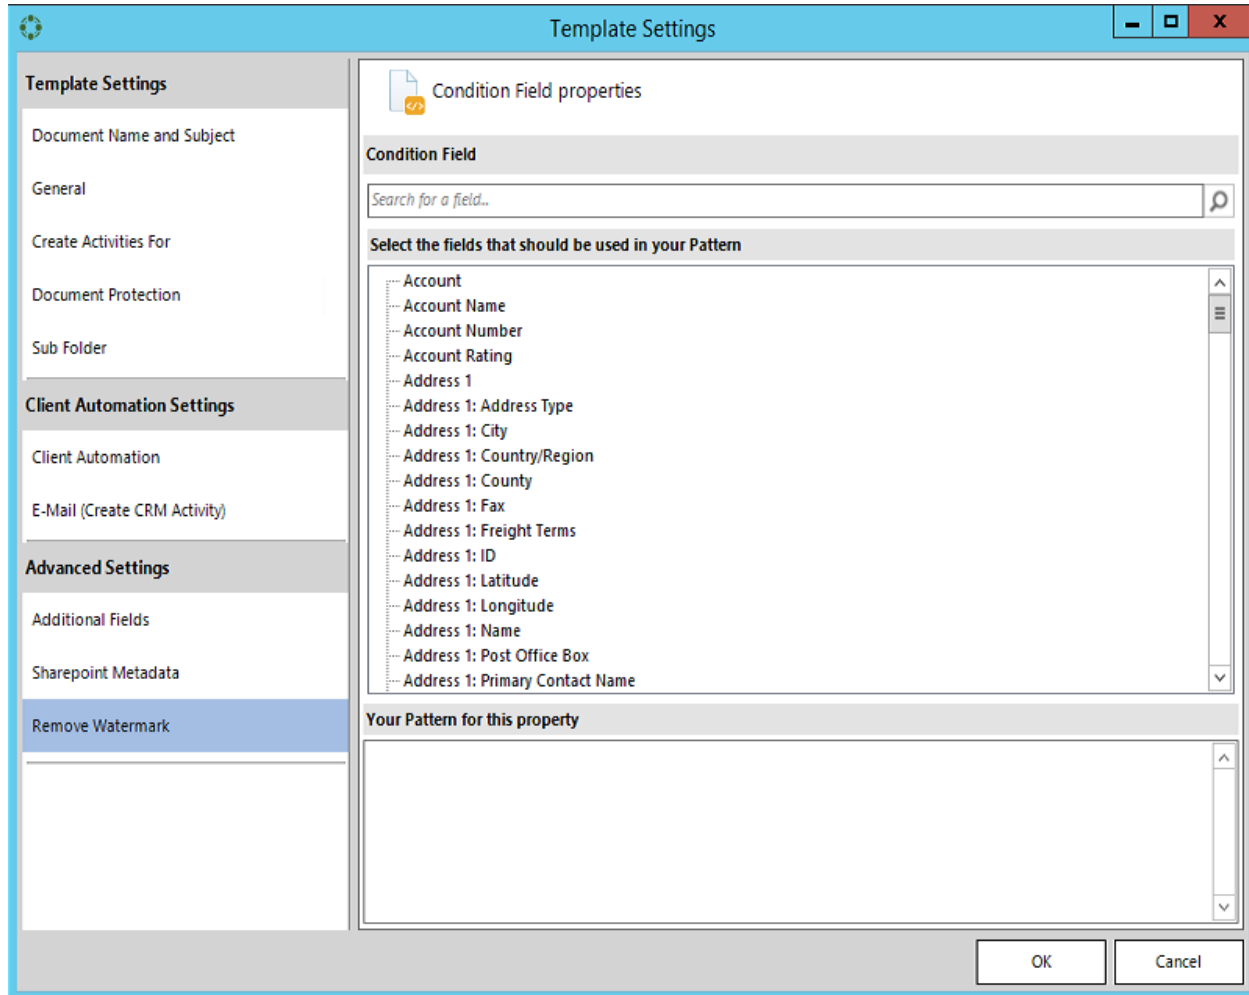 Template Settings
X
Template Settings
Document Name and Subject
General
Create Activities For
Document Protection
Sub Folder
Client Automation Settings
Client Automation
E-Mail (Create CRM Activity)
Advanced Settings
Additional Fields
Sharepoint Metadata
Remove Watermark
</>
Condition Field properties
Condition Field
Search for a field...
Select the fields that should be used in your Pattern
Account
Account Name
Account Number
Account Rating
Address 1
Address 1: Address Type
Address 1: City
Address 1: Country/Region
Address 1: County
Address 1: Fax
Address 1: Freight Terms
Address 1: ID
Address 1: Latitude
Address 1: Longitude
Address 1: Name
Address 1: Post Office Box
Address 1: Primary Contact Name
Your Pattern for this property
OK
Cancel